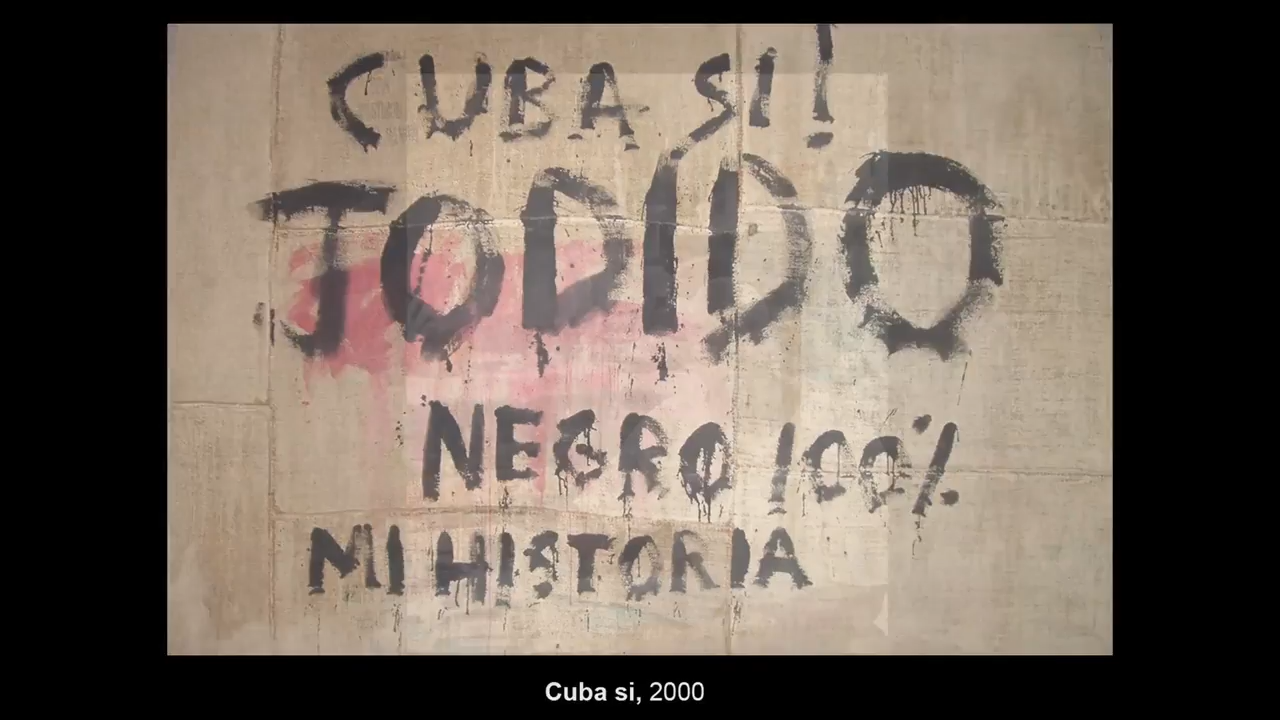 CUBA SI!
JODIDO
NEGRO 100%
MI HISTORIA
Cuba si, 2000